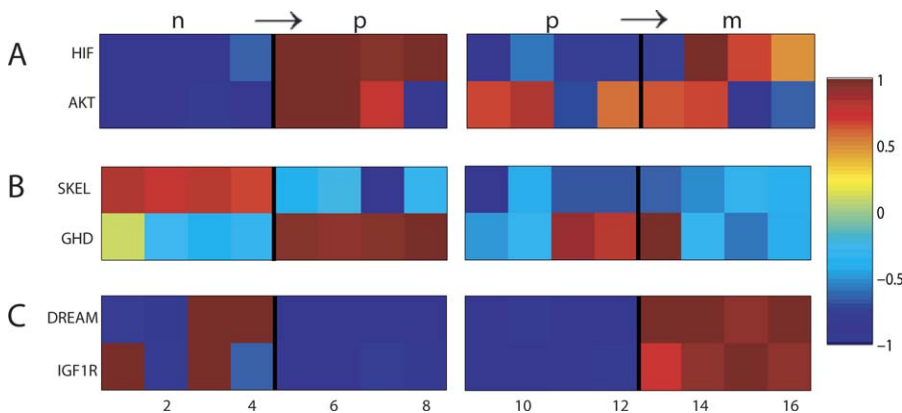 n → p p → m
A HIF
AKT
B SKEL
GHD
C DREAM
IGF1R
2 4 6 8 10 12 14 16
1
0.5
0
−0.5
−1